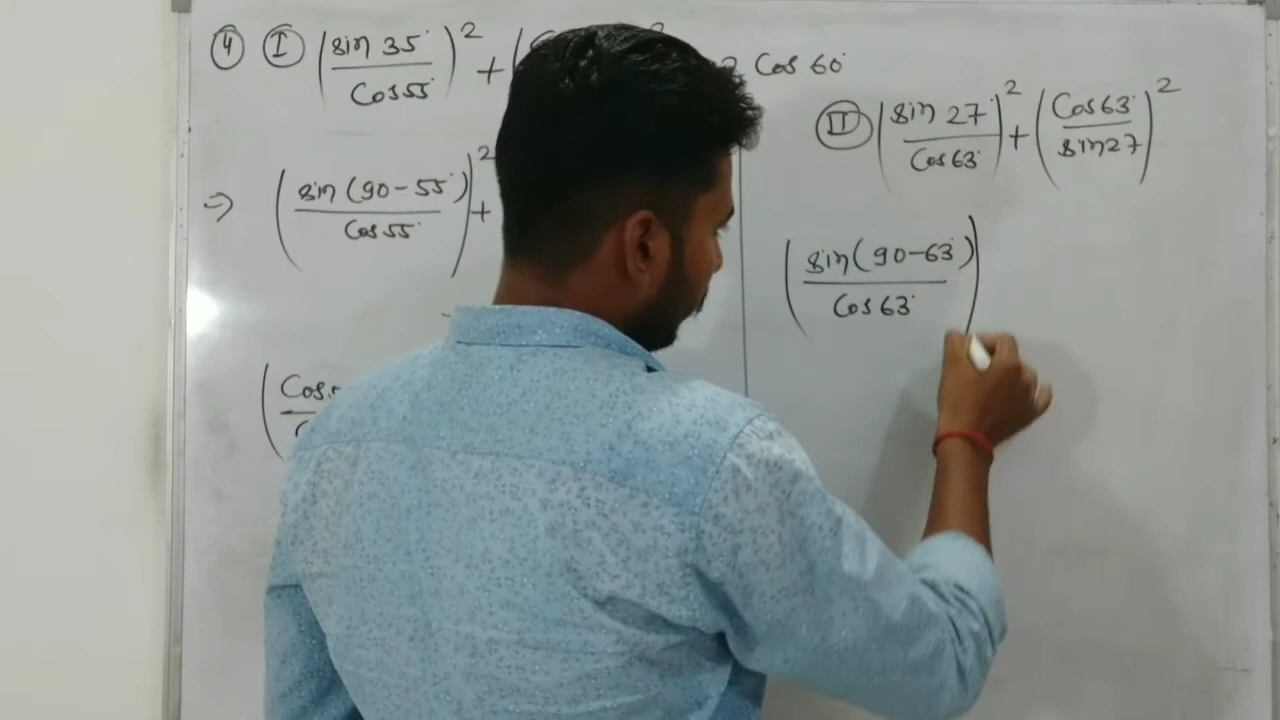 ④ Ⓘ (sin 35° / Cos 55°)² + ( 2 Cos 60°
⇒ (sin (90 - 55°) / Cos 55°)² +
(Cos
Ⓘⓘ (sin 27° / Cos 63°)² + (Cos 63° / sin 27)²
(sin (90 - 63°) / Cos 63°)